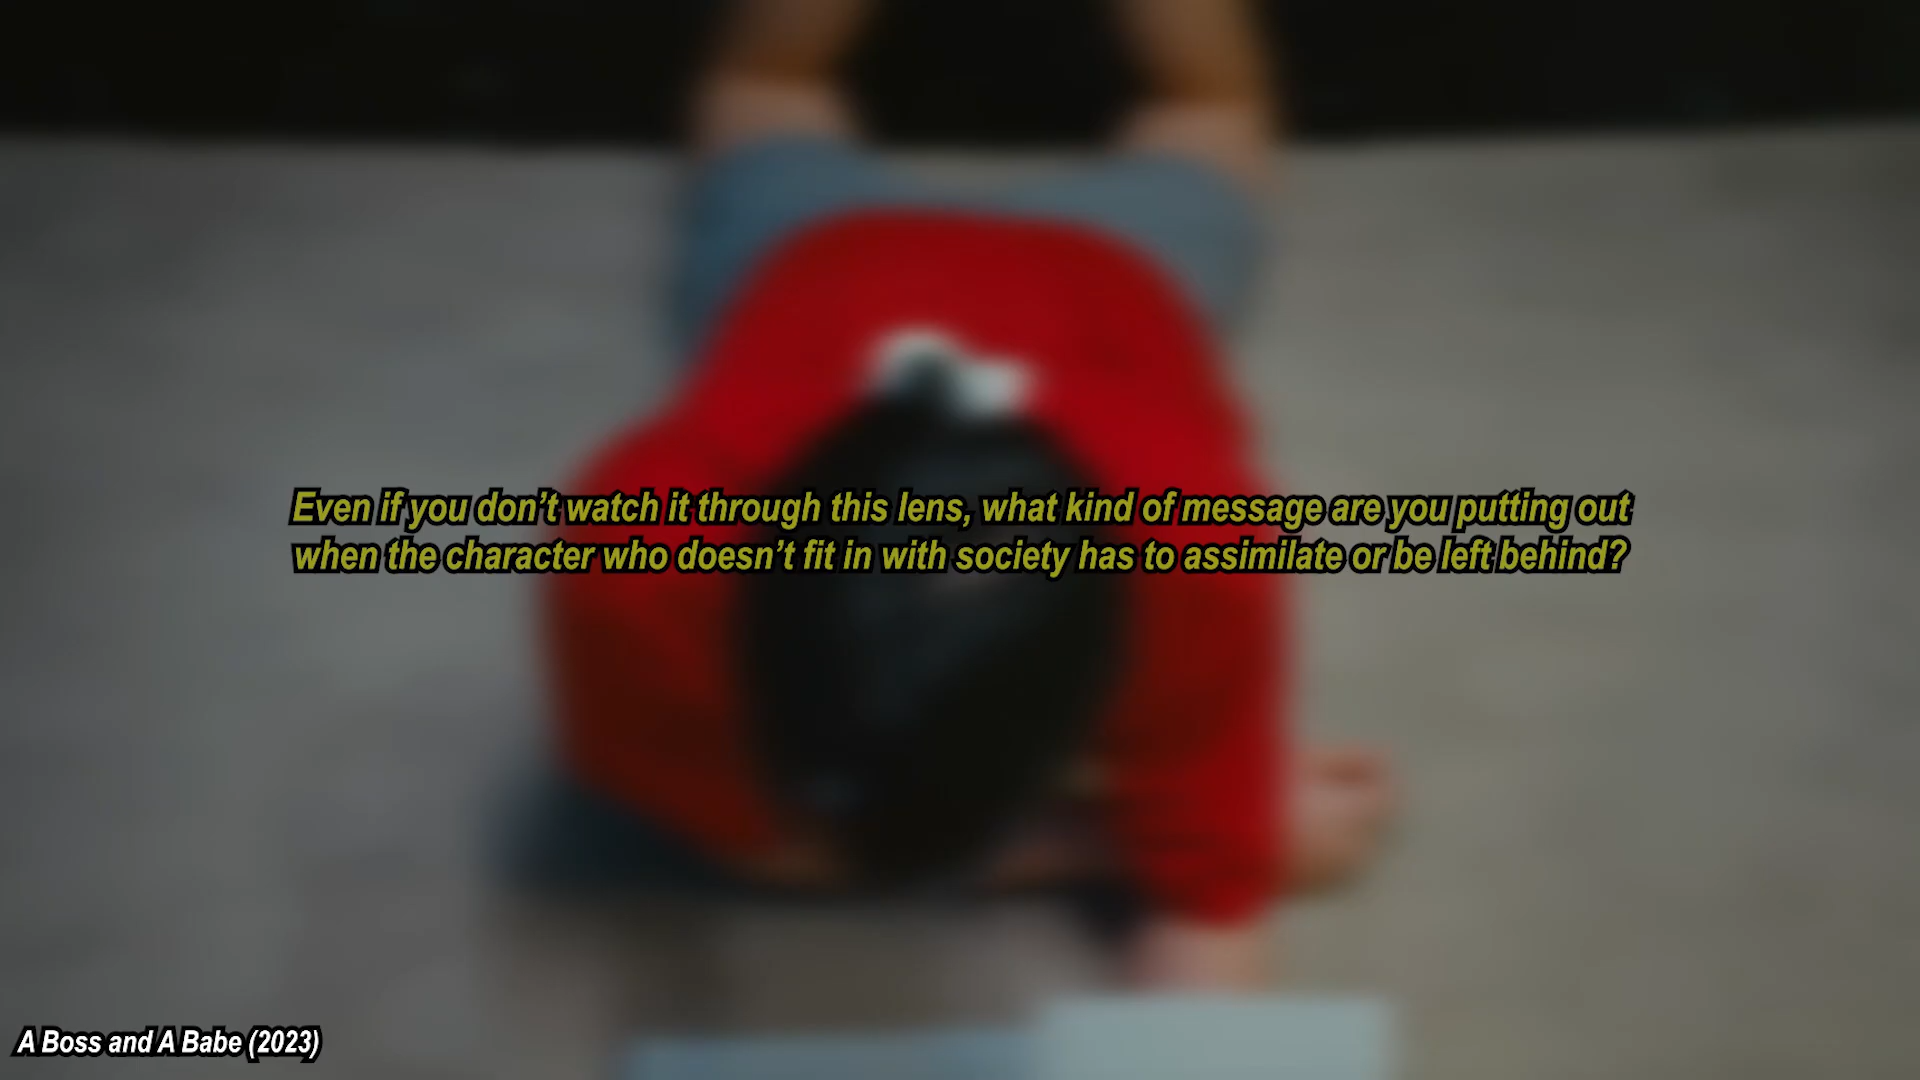 Even if you don’t watch it through this lens, what kind of message are you putting out
when the character who doesn’t fit in with society has to assimilate or be left behind?
A Boss and A Babe (2023)